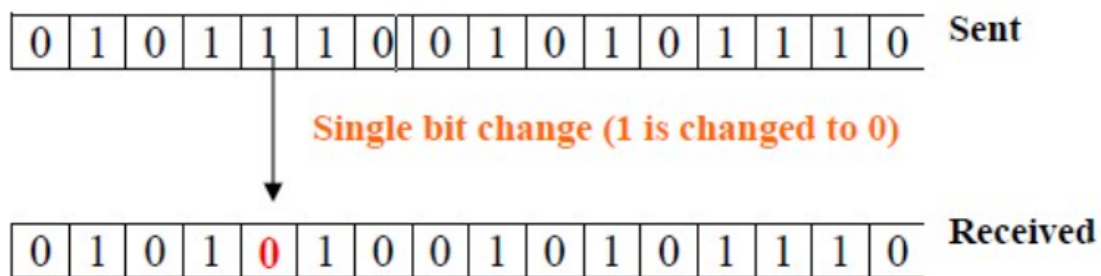 0 1 0 1 1 1 0 0 1 0 1 0 1 1 1 0 Sent
Single bit change (1 is changed to 0)
0 1 0 1 0 1 0 0 1 0 1 0 1 1 1 0 Received